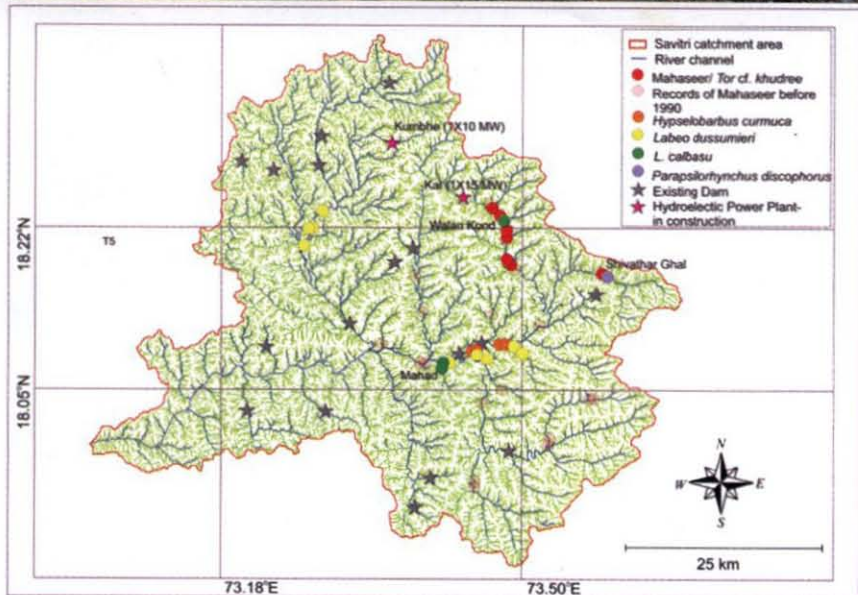 Savitri catchment area
River channel
Mahaseer/ Tor cf. khudree
Records of Mahaseer before
1990
Hypselobarbus curmuca
Labeo dussumieri
L. calbasu
Parapsilorhynchus discophorus
Existing Dam
Hydroelectic Power Plant-
in construction
Kumbhe (1X10 MW)
Kal (1X15 MW)
Walan Kond
Shivathar Ghal
Mahad
T5
18.22°N
18.05°N
N
W E
S
25 km
73.18°E
73.50°E